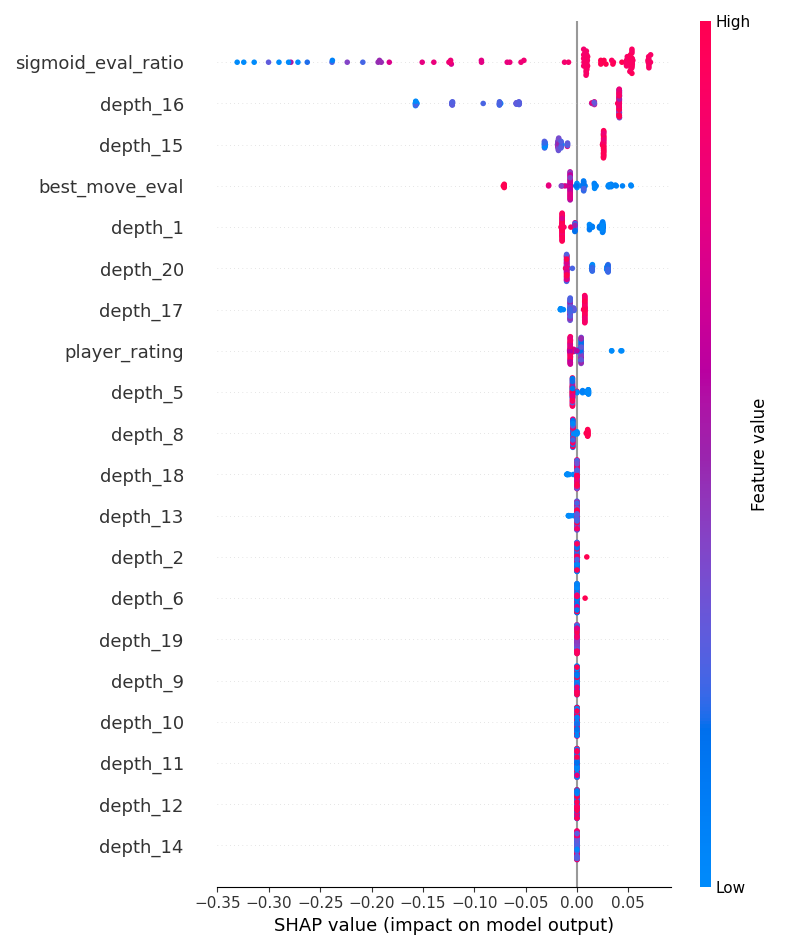 High
sigmoid_eval_ratio
depth_16
depth_15
best_move_eval
depth_1
depth_20
depth_17
player_rating
depth_5
depth_8
depth_18
depth_13
depth_2
depth_6
depth_19
depth_9
depth_10
depth_11
depth_12
depth_14
Feature value
Low
−0.35 −0.30 −0.25 −0.20 −0.15 −0.10 −0.05 0.00 0.05
SHAP value (impact on model output)